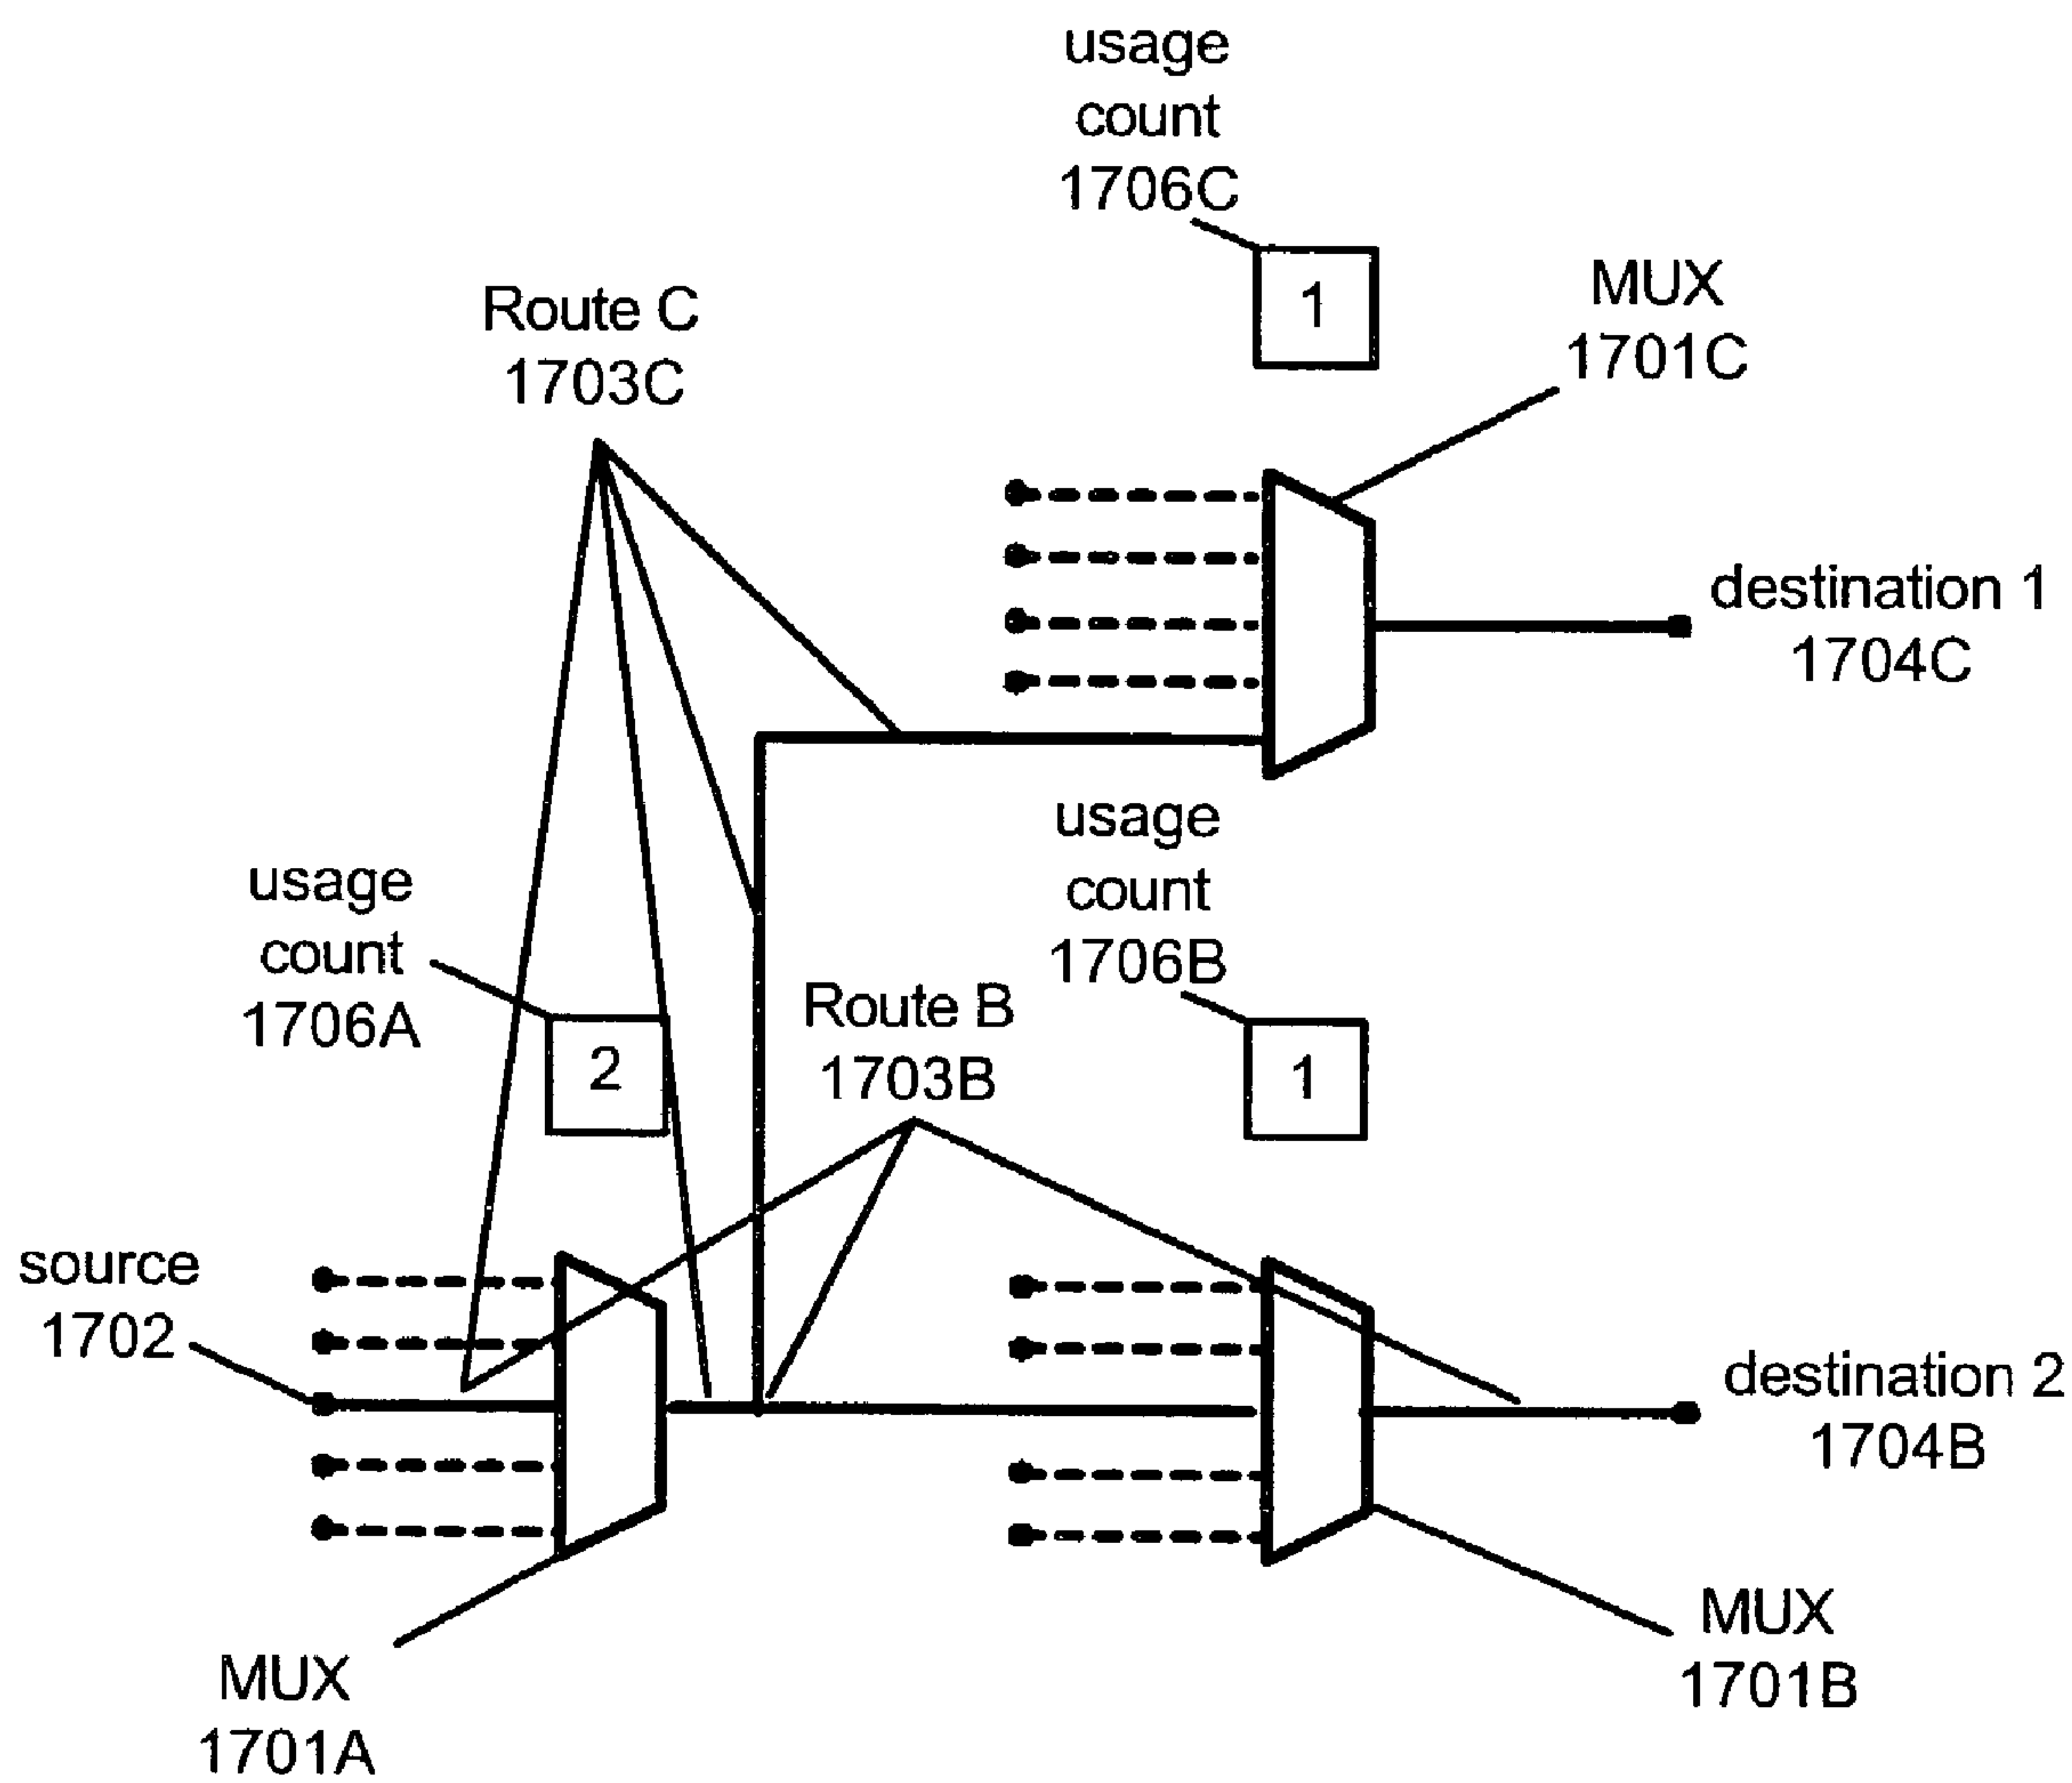 usage
count
1706C
1
MUX
1701C
Route C
1703C
destination 1
1704C
usage
count
1706B
1
usage
count
1706A
2
Route B
1703B
source
1702
destination 2
1704B
MUX
1701B
MUX
1701A